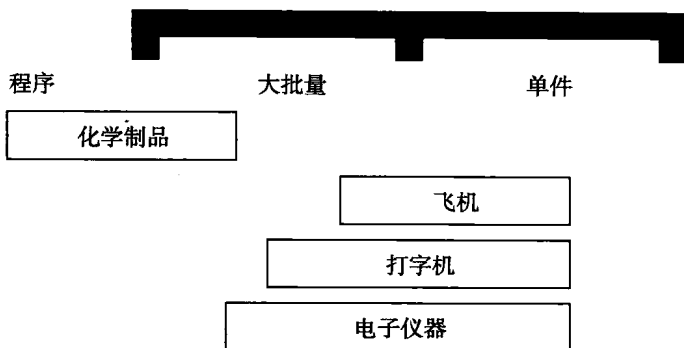 程序 大批量 单件
化学制品
飞机
打字机
电子仪器